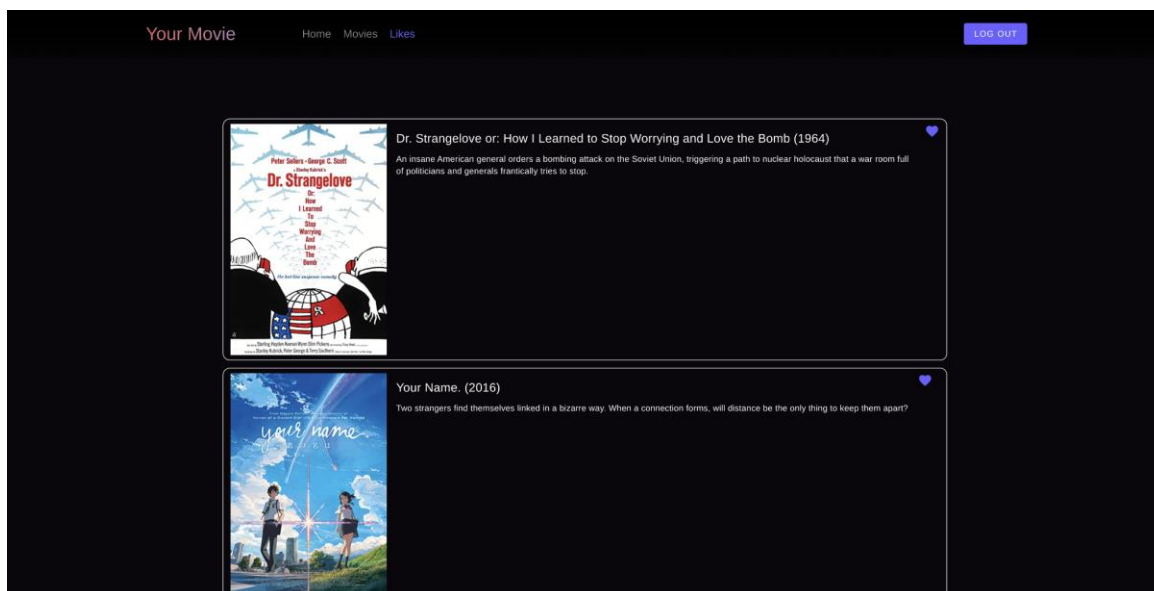 Your Movie
Home Movies Likes
LOG OUT
Dr. Strangelove or: How I Learned to Stop Worrying and Love the Bomb (1964)
An insane American general orders a bombing attack on the Soviet Union, triggering a path to nuclear holocaust that a war room full
of politicians and generals frantically tries to stop.
Peter Sellers · George C. Scott
Dr. Strangelove
Or:
How
I Learned
To
Stop
Worrying
And
Love
The
Bomb
Your Name. (2016)
Two strangers find themselves linked in a bizarre way. When a connection forms, will distance be the only thing to keep them apart?
your name.